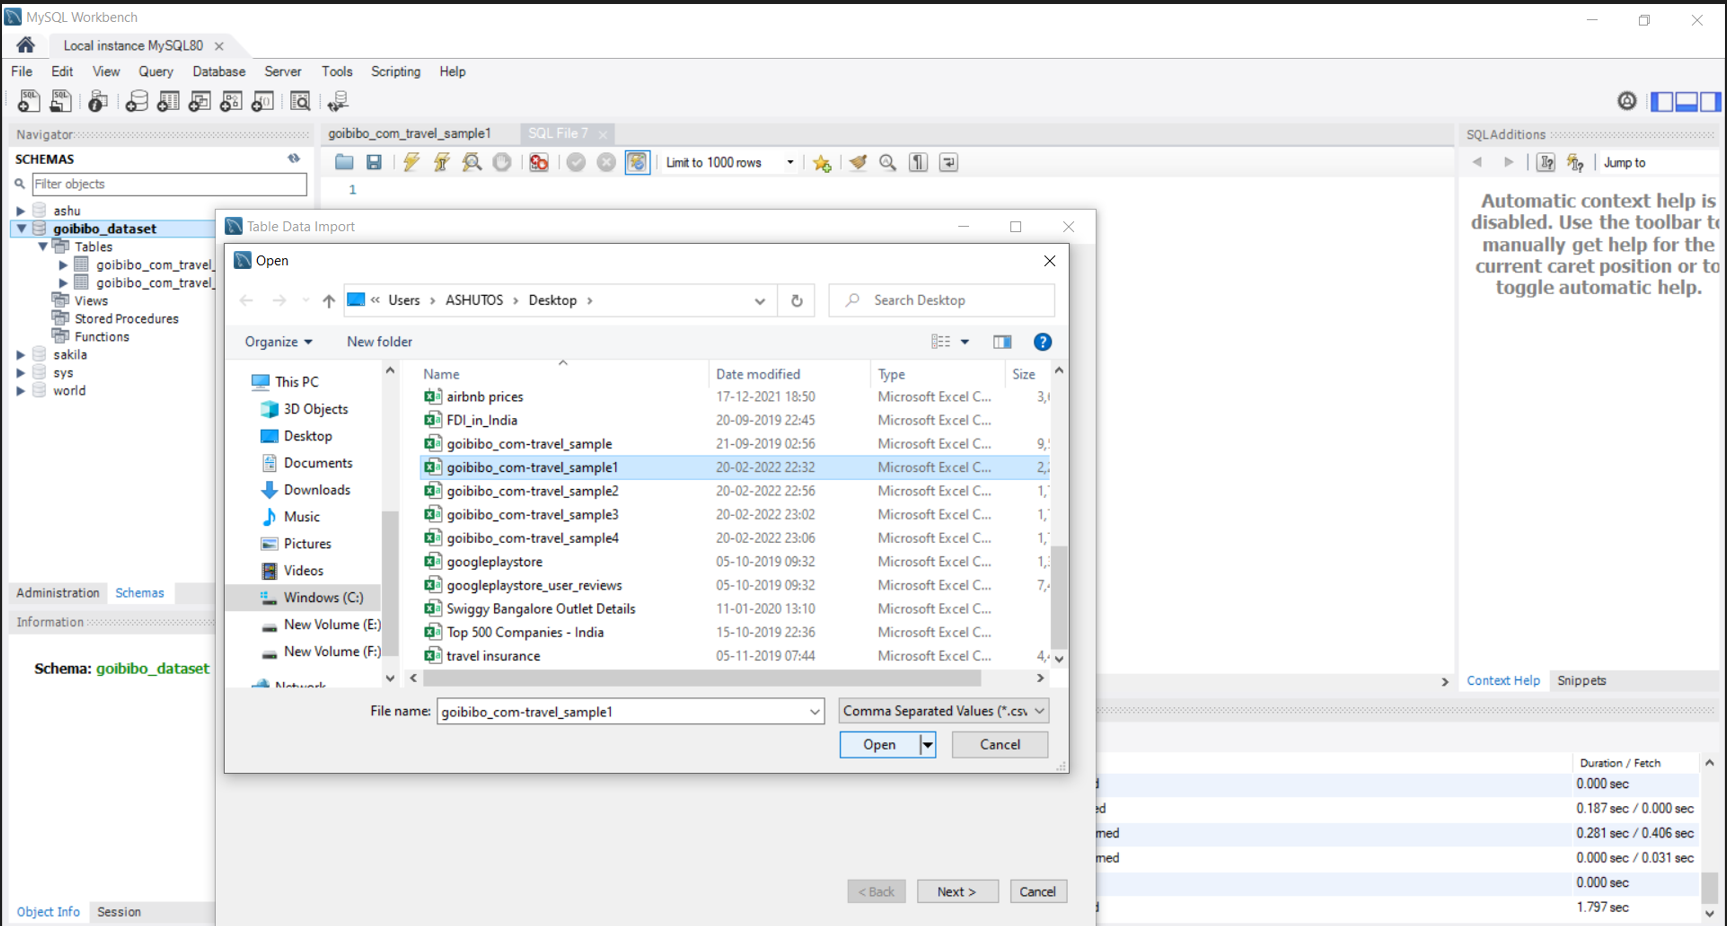 MySQL Workbench
Local instance MySQL80
File Edit View Query Database Server Tools Scripting Help
Navigator
SCHEMAS
Filter objects
ashu
goibibo_dataset
Tables
goibibo_com_travel_
goibibo_com_travel_
Views
Stored Procedures
Functions
sakila
sys
world
Administration Schemas
Information
Schema: goibibo_dataset
Object Info Session
goibibo_com_travel_sample1 SQL File 7
Limit to 1000 rows
1
Table Data Import
Open
« Users › ASHUTOS › Desktop ›
Search Desktop
Organize New folder
This PC
3D Objects
Desktop
Documents
Downloads
Music
Pictures
Videos
Windows (C:)
New Volume (E:)
New Volume (F:)
Network
Name Date modified Type Size
airbnb prices 17-12-2021 18:50 Microsoft Excel C...
FDI_in_India 20-09-2019 22:45 Microsoft Excel C...
goibibo_com-travel_sample 21-09-2019 02:56 Microsoft Excel C... 9,
goibibo_com-travel_sample1 20-02-2022 22:32 Microsoft Excel C... 2,
goibibo_com-travel_sample2 20-02-2022 22:56 Microsoft Excel C... 1,
goibibo_com-travel_sample3 20-02-2022 23:02 Microsoft Excel C... 1,
goibibo_com-travel_sample4 20-02-2022 23:06 Microsoft Excel C... 1,
googleplaystore 05-10-2019 09:32 Microsoft Excel C... 1,
googleplaystore_user_reviews 05-10-2019 09:32 Microsoft Excel C... 7,
Swiggy Bangalore Outlet Details 11-01-2020 13:10 Microsoft Excel C...
Top 500 Companies - India 15-10-2019 22:36 Microsoft Excel C...
travel insurance 05-11-2019 07:44 Microsoft Excel C... 4,
File name: goibibo_com-travel_sample1 Comma Separated Values (*.csv
Open Cancel
< Back Next > Cancel
SQLAdditions
Jump to
Automatic context help is
disabled. Use the toolbar to
manually get help for the
current caret position or to
toggle automatic help.
Context Help Snippets
Duration / Fetch
0.000 sec
ed 0.187 sec / 0.000 sec
rned 0.281 sec / 0.406 sec
rned 0.000 sec / 0.031 sec
0.000 sec
1.797 sec